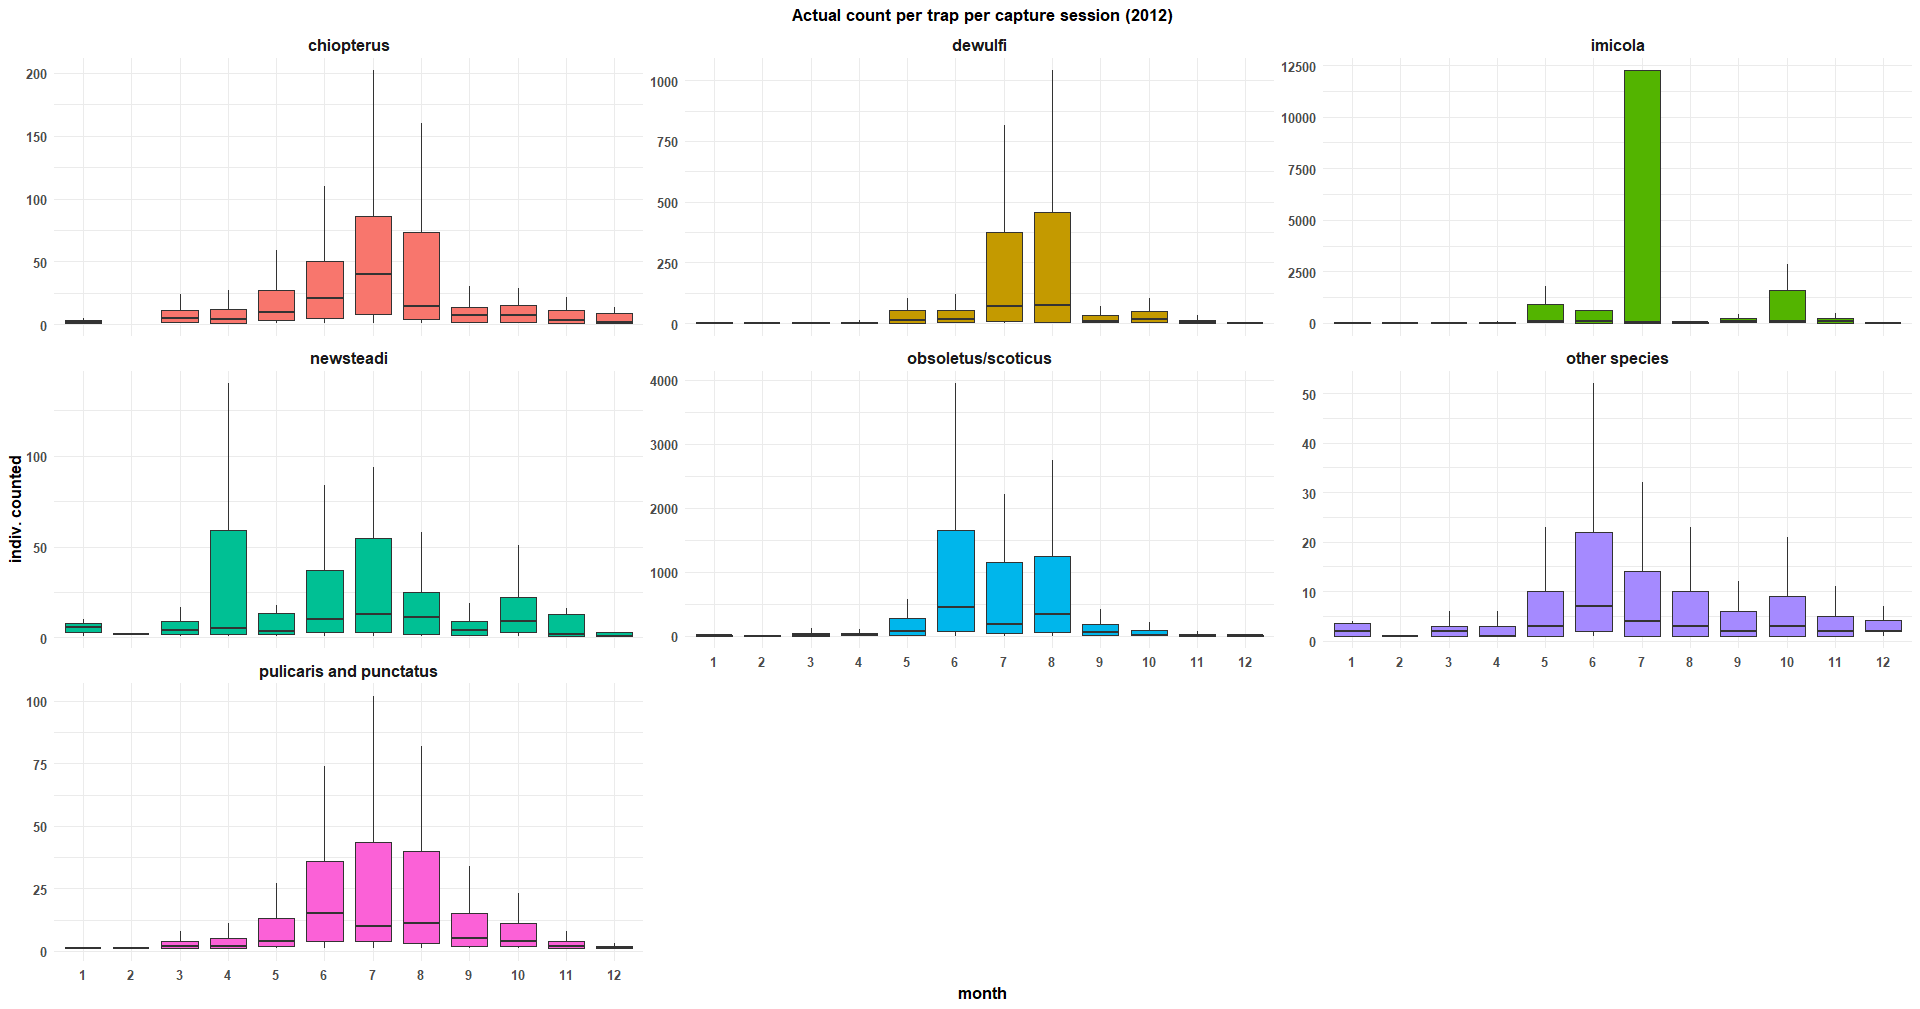 Actual count per trap per capture session (2012)
chiopterus
dewulfi
imicola
200
150
100
50
0
1000
750
500
250
0
12500
10000
7500
5000
2500
0
newsteadi
obsoletus/scoticus
other species
indiv. counted
100
50
0
4000
3000
2000
1000
0
50
40
30
20
10
0
1 2 3 4 5 6 7 8 9 10 11 12
1 2 3 4 5 6 7 8 9 10 11 12
pulicaris and punctatus
100
75
50
25
0
1 2 3 4 5 6 7 8 9 10 11 12
month